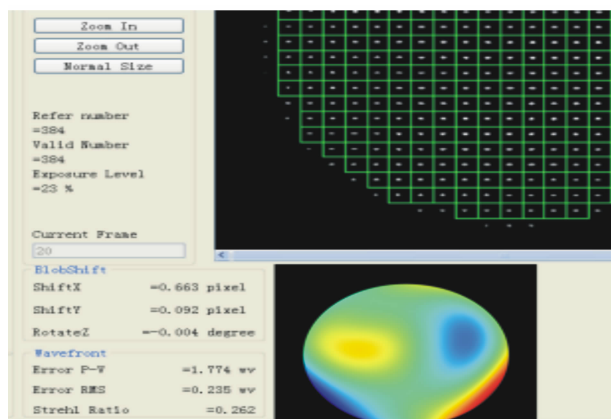 Zoom In
Zoom Out
Normal Size
Refer number
=384
Valid Number
=384
Exposure Level
=23 %
Current Frame
20
BlobShift
ShiftX =0.663 pixel
ShiftY =0.092 pixel
RotateZ =-0.004 degree
Wavefront
Error P-V =1.774 wv
Error RMS =0.235 wv
Strehl Ratio =0.262